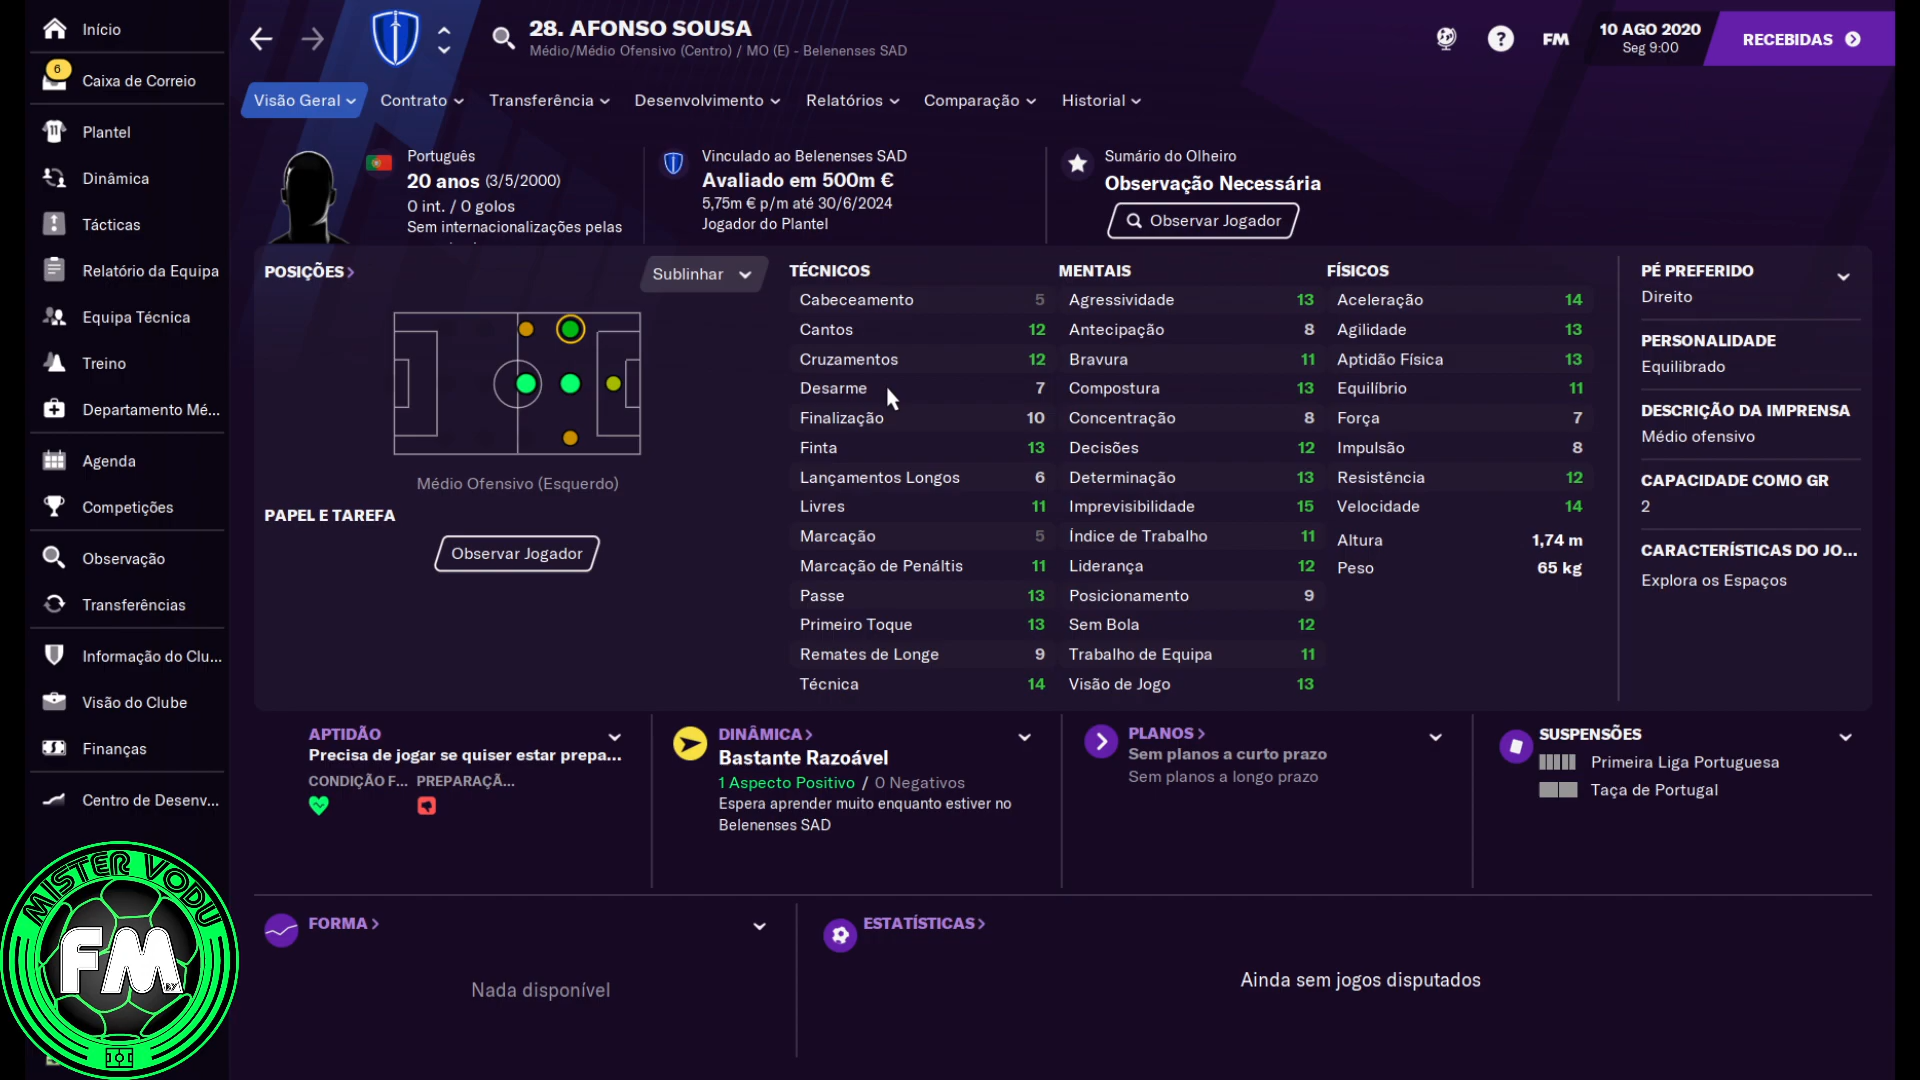 Início
6
Caixa de Correio
Plantel
Dinâmica
Tácticas
Relatório da Equipa
Equipa Técnica
Treino
Departamento Mé...
Agenda
Competições
Observação
Transferências
Informação do Clu...
Visão do Clube
Finanças
Centro de Desenv...
MISTER VODU
FM
BY
28. AFONSO SOUSA
Médio/Médio Ofensivo (Centro) / MO (E) - Belenenses SAD
?
FM
10 AGO 2020
Seg 9:00
RECEBIDAS
Visão Geral
Contrato
Transferência
Desenvolvimento
Relatórios
Comparação
Historial
Português
20 anos (3/5/2000)
0 int. / 0 golos
Sem internacionalizações pelas
Vinculado ao Belenenses SAD
Avaliado em 500m €
5,75m € p/m até 30/6/2024
Jogador do Plantel
Sumário do Olheiro
Observação Necessária
Observar Jogador
POSIÇÕES
Sublinhar
Médio Ofensivo (Esquerdo)
PAPEL E TAREFA
Observar Jogador
TÉCNICOS
Cabeceamento 5
Cantos 12
Cruzamentos 12
Desarme 7
Finalização 10
Finta 13
Lançamentos Longos 6
Livres 11
Marcação 5
Marcação de Penáltis 11
Passe 13
Primeiro Toque 13
Remates de Longe 9
Técnica 14
MENTAIS
Agressividade 13
Antecipação 8
Bravura 11
Compostura 13
Concentração 8
Decisões 12
Determinação 13
Imprevisibilidade 15
Índice de Trabalho 11
Liderança 12
Posicionamento 9
Sem Bola 12
Trabalho de Equipa 11
Visão de Jogo 13
FÍSICOS
Aceleração 14
Agilidade 13
Aptidão Física 13
Equilíbrio 11
Força 7
Impulsão 8
Resistência 12
Velocidade 14
Altura 1,74 m
Peso 65 kg
PÉ PREFERIDO
Direito
PERSONALIDADE
Equilibrado
DESCRIÇÃO DA IMPRENSA
Médio ofensivo
CAPACIDADE COMO GR
2
CARACTERÍSTICAS DO JO...
Explora os Espaços
APTIDÃO
Precisa de jogar se quiser estar prepa...
CONDIÇÃO F... PREPARAÇÃ...
DINÂMICA
Bastante Razoável
1 Aspecto Positivo / 0 Negativos
Espera aprender muito enquanto estiver no
Belenenses SAD
PLANOS
Sem planos a curto prazo
Sem planos a longo prazo
SUSPENSÕES
Primeira Liga Portuguesa
Taça de Portugal
FORMA
Nada disponível
ESTATÍSTICAS
Ainda sem jogos disputados